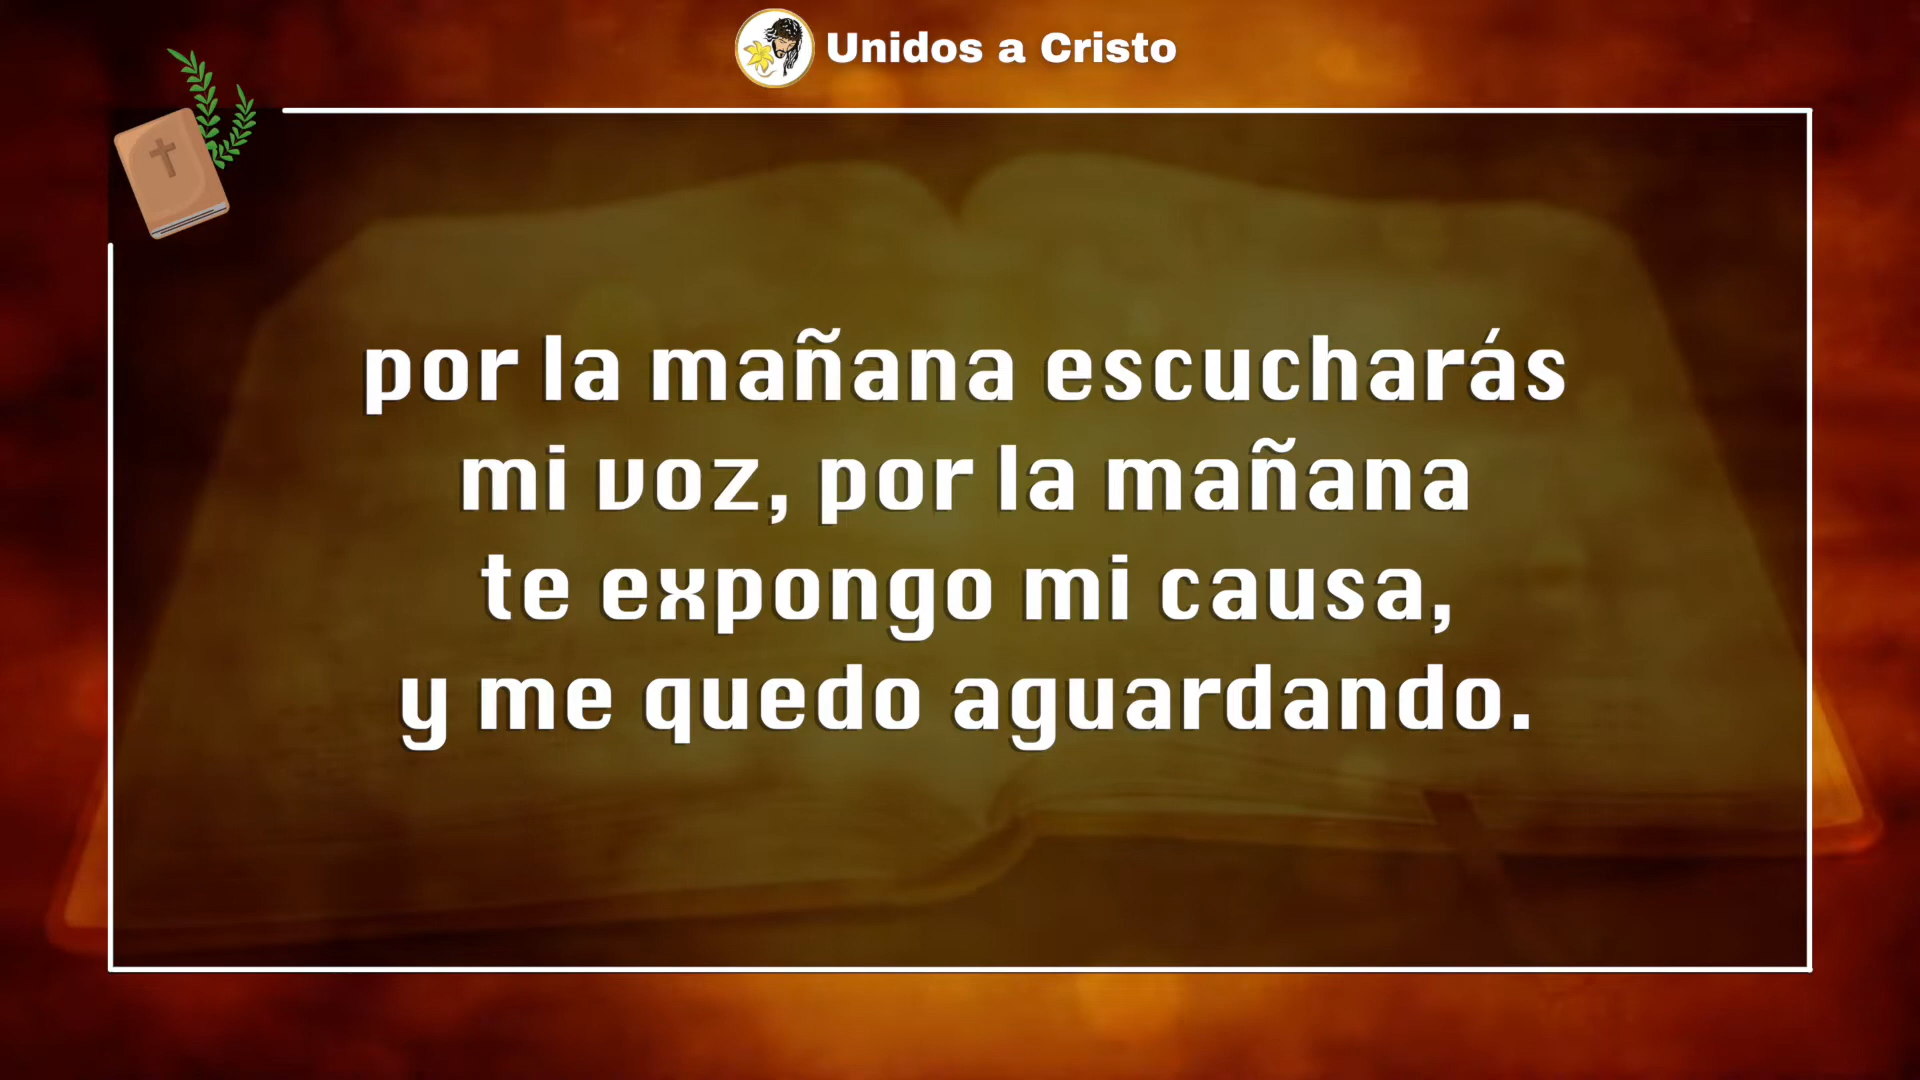 Unidos a Cristo
por la mañana escucharás
mi voz, por la mañana
te expongo mi causa,
y me quedo aguardando.